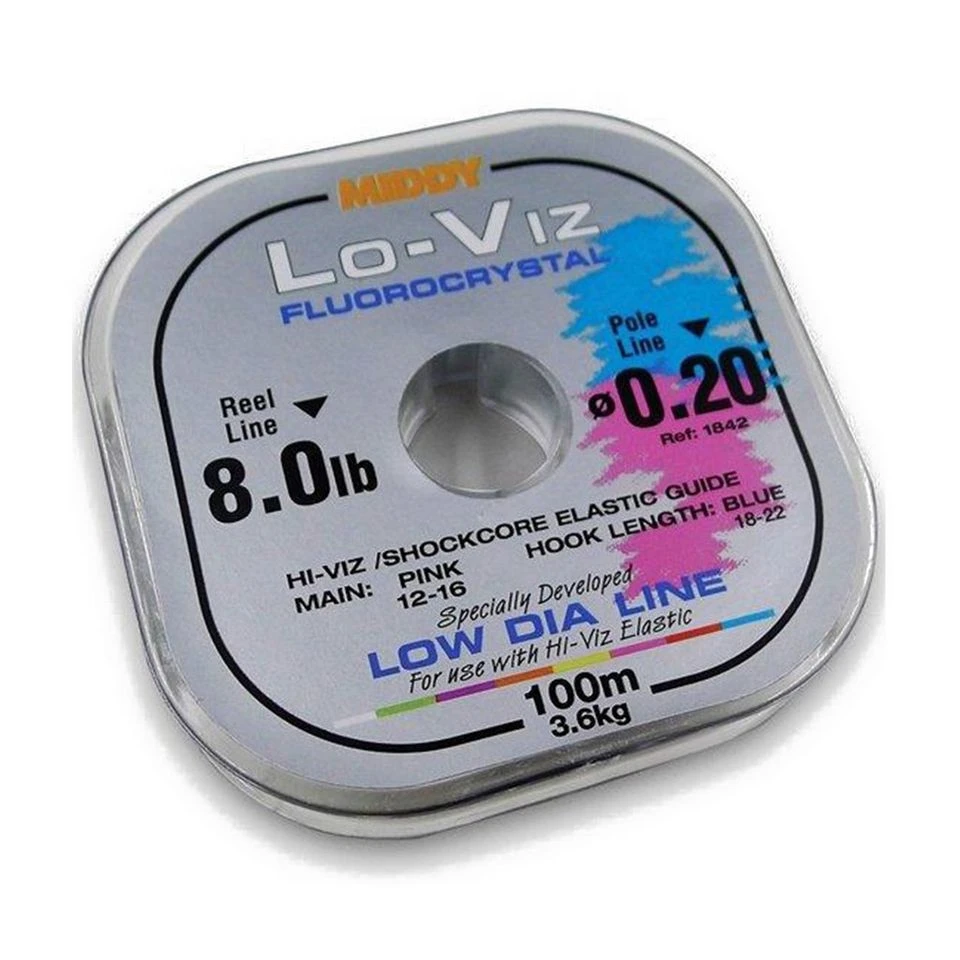 MIDDY
LO-VIZ
FLUOROCRYSTAL
Pole
Line
ø0.20
Ref: 1842
Reel
Line
8.0lb
HI-VIZ /SHOCKCORE ELASTIC GUIDE
MAIN: PINK
12-16
HOOK LENGTH: BLUE
18-22
Specially Developed
LOW DIA LINE
For use with HI-Viz Elastic
100m
3.6kg